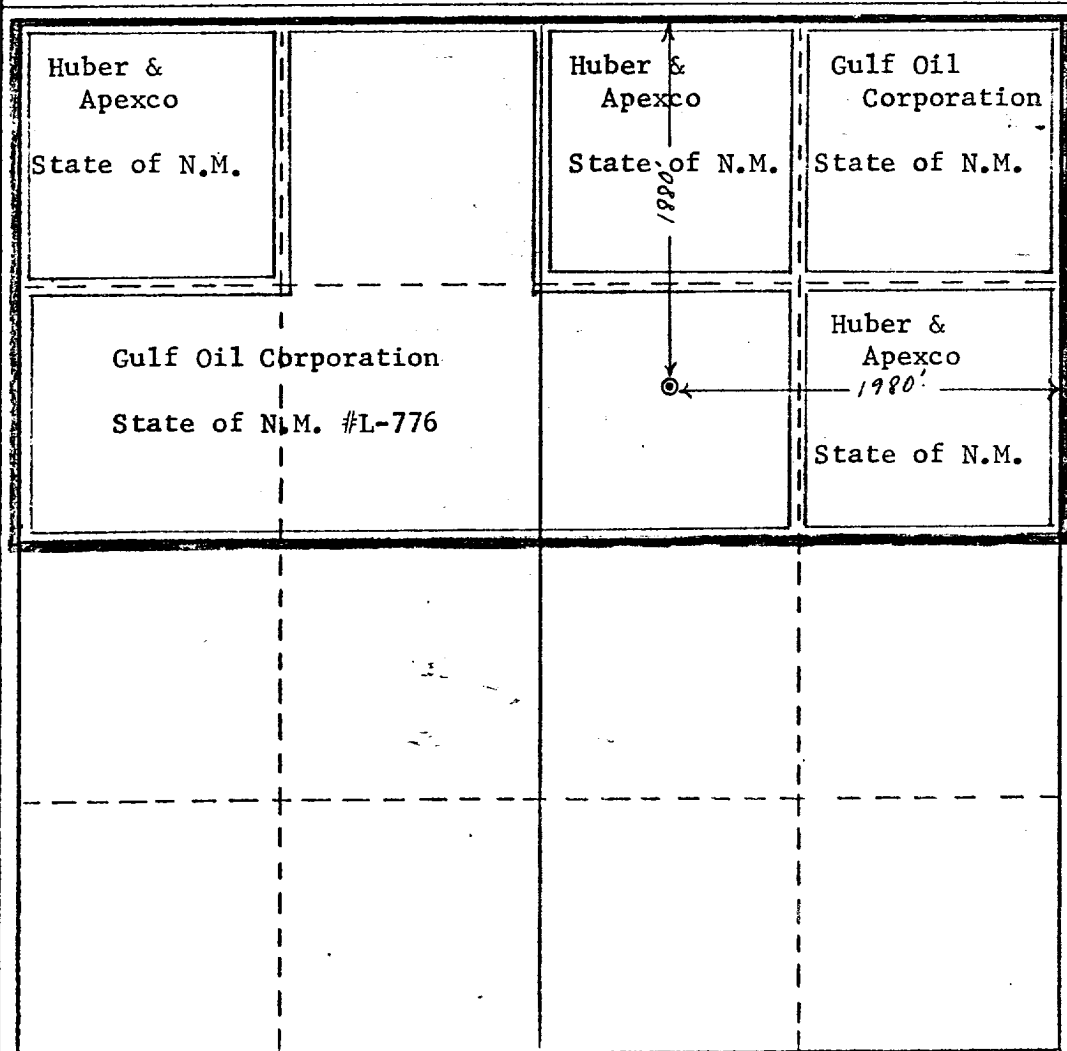 Huber &
Apexco
State of N.M.
Huber &
Apexco
State of N.M.
Gulf Oil
Corporation
State of N.M.
1880'
Gulf Oil Corporation
State of N.M. #L-776
Huber &
Apexco
1980'
State of N.M.